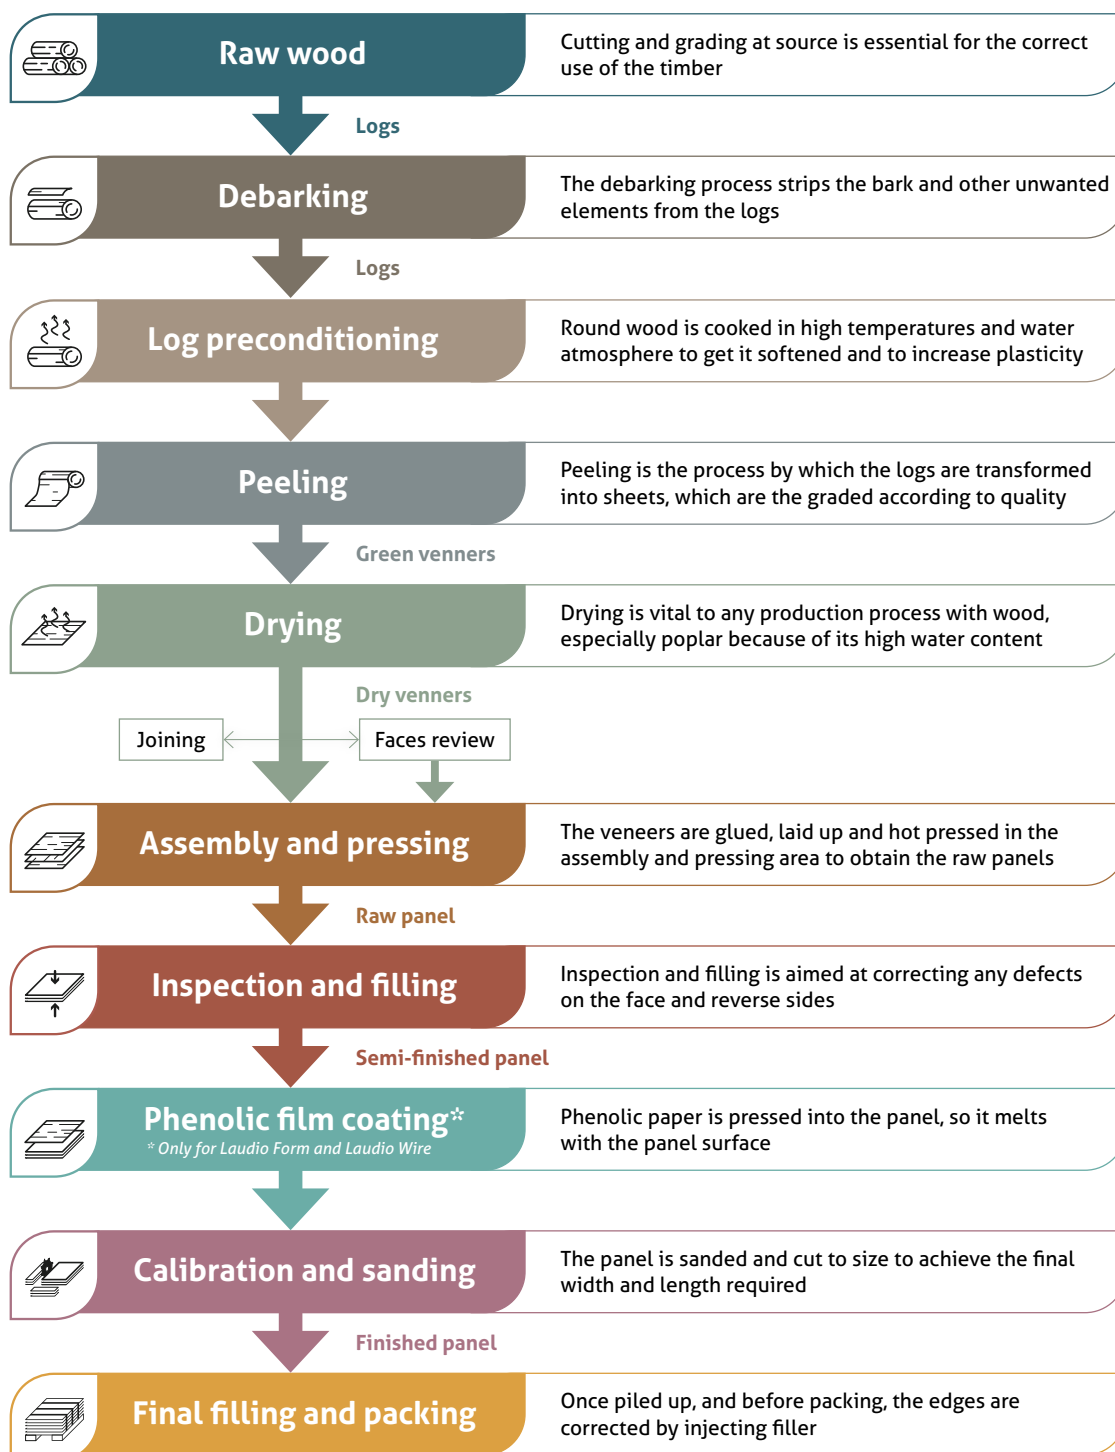 Raw wood
Cutting and grading at source is essential for the correct
use of the timber
Logs
Debarking
The debarking process strips the bark and other unwanted
elements from the logs
Logs
Log preconditioning
Round wood is cooked in high temperatures and water
atmosphere to get it softened and to increase plasticity
Peeling
Peeling is the process by which the logs are transformed
into sheets, which are the graded according to quality
Green venners
Drying
Drying is vital to any production process with wood,
especially poplar because of its high water content
Dry venners
Joining
Faces review
Assembly and pressing
The veneers are glued, laid up and hot pressed in the
assembly and pressing area to obtain the raw panels
Raw panel
Inspection and filling
Inspection and filling is aimed at correcting any defects
on the face and reverse sides
Semi-finished panel
Phenolic film coating*
* Only for Laudio Form and Laudio Wire
Phenolic paper is pressed into the panel, so it melts
with the panel surface
Calibration and sanding
The panel is sanded and cut to size to achieve the final
width and length required
Finished panel
Final filling and packing
Once piled up, and before packing, the edges are
corrected by injecting filler